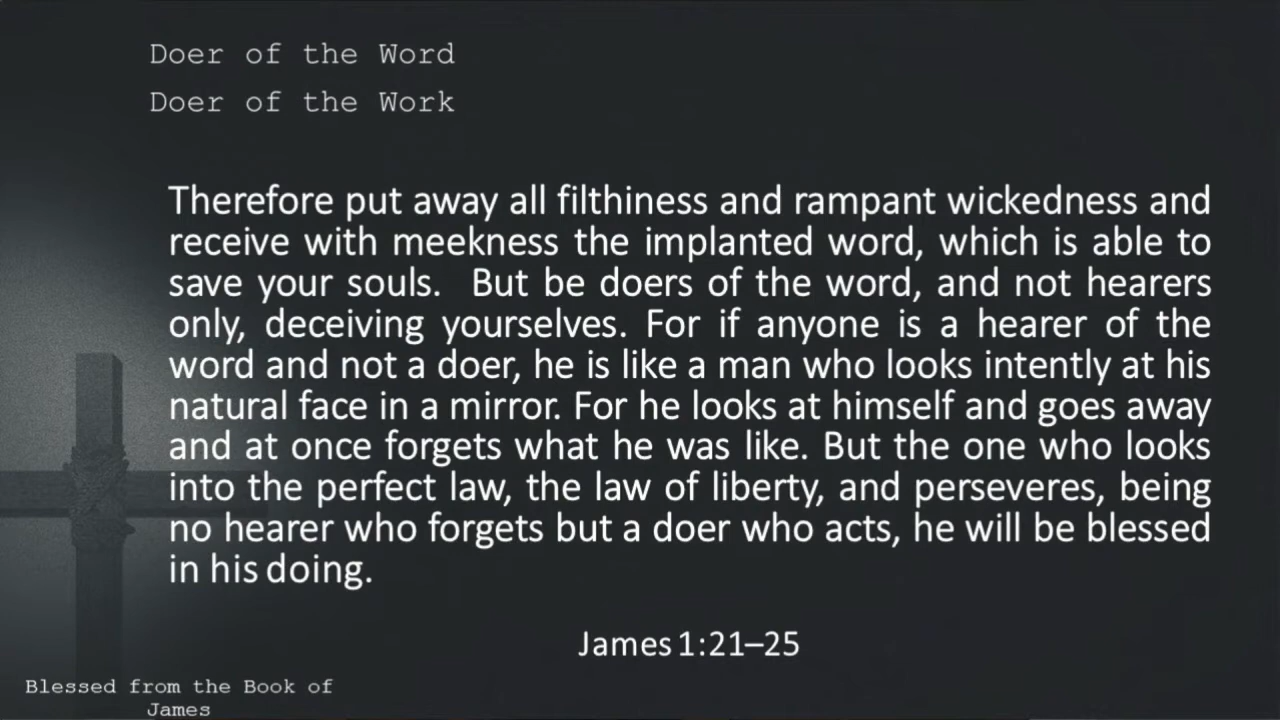 Doer of the Word
Doer of the Work
Therefore put away all filthiness and rampant wickedness and
receive with meekness the implanted word, which is able to
save your souls. But be doers of the word, and not hearers
only, deceiving yourselves. For if anyone is a hearer of the
word and not a doer, he is like a man who looks intently at his
natural face in a mirror. For he looks at himself and goes away
and at once forgets what he was like. But the one who looks
into the perfect law, the law of liberty, and perseveres, being
no hearer who forgets but a doer who acts, he will be blessed
in his doing.
James 1:21–25
Blessed from the Book of
James